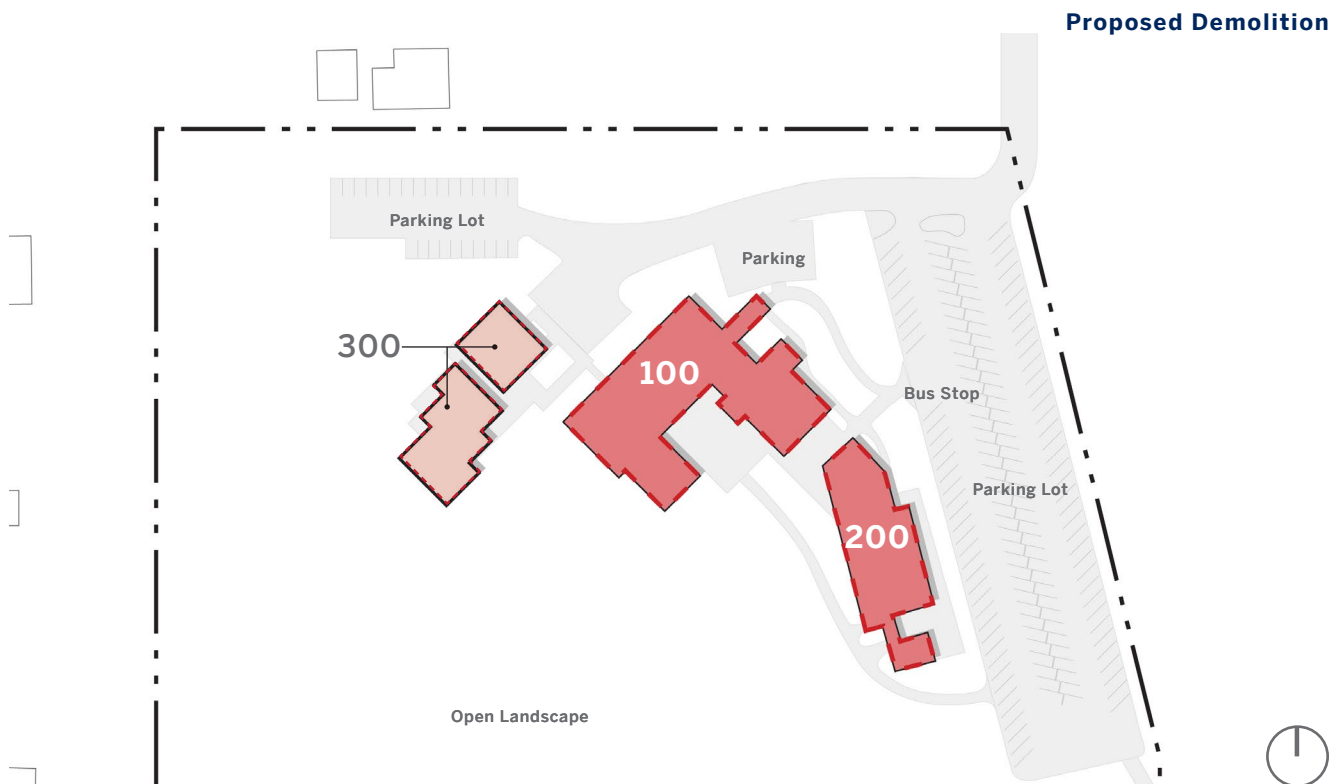 Proposed Demolition
Parking Lot
Parking
300
100
Bus Stop
Parking Lot
200
Open Landscape